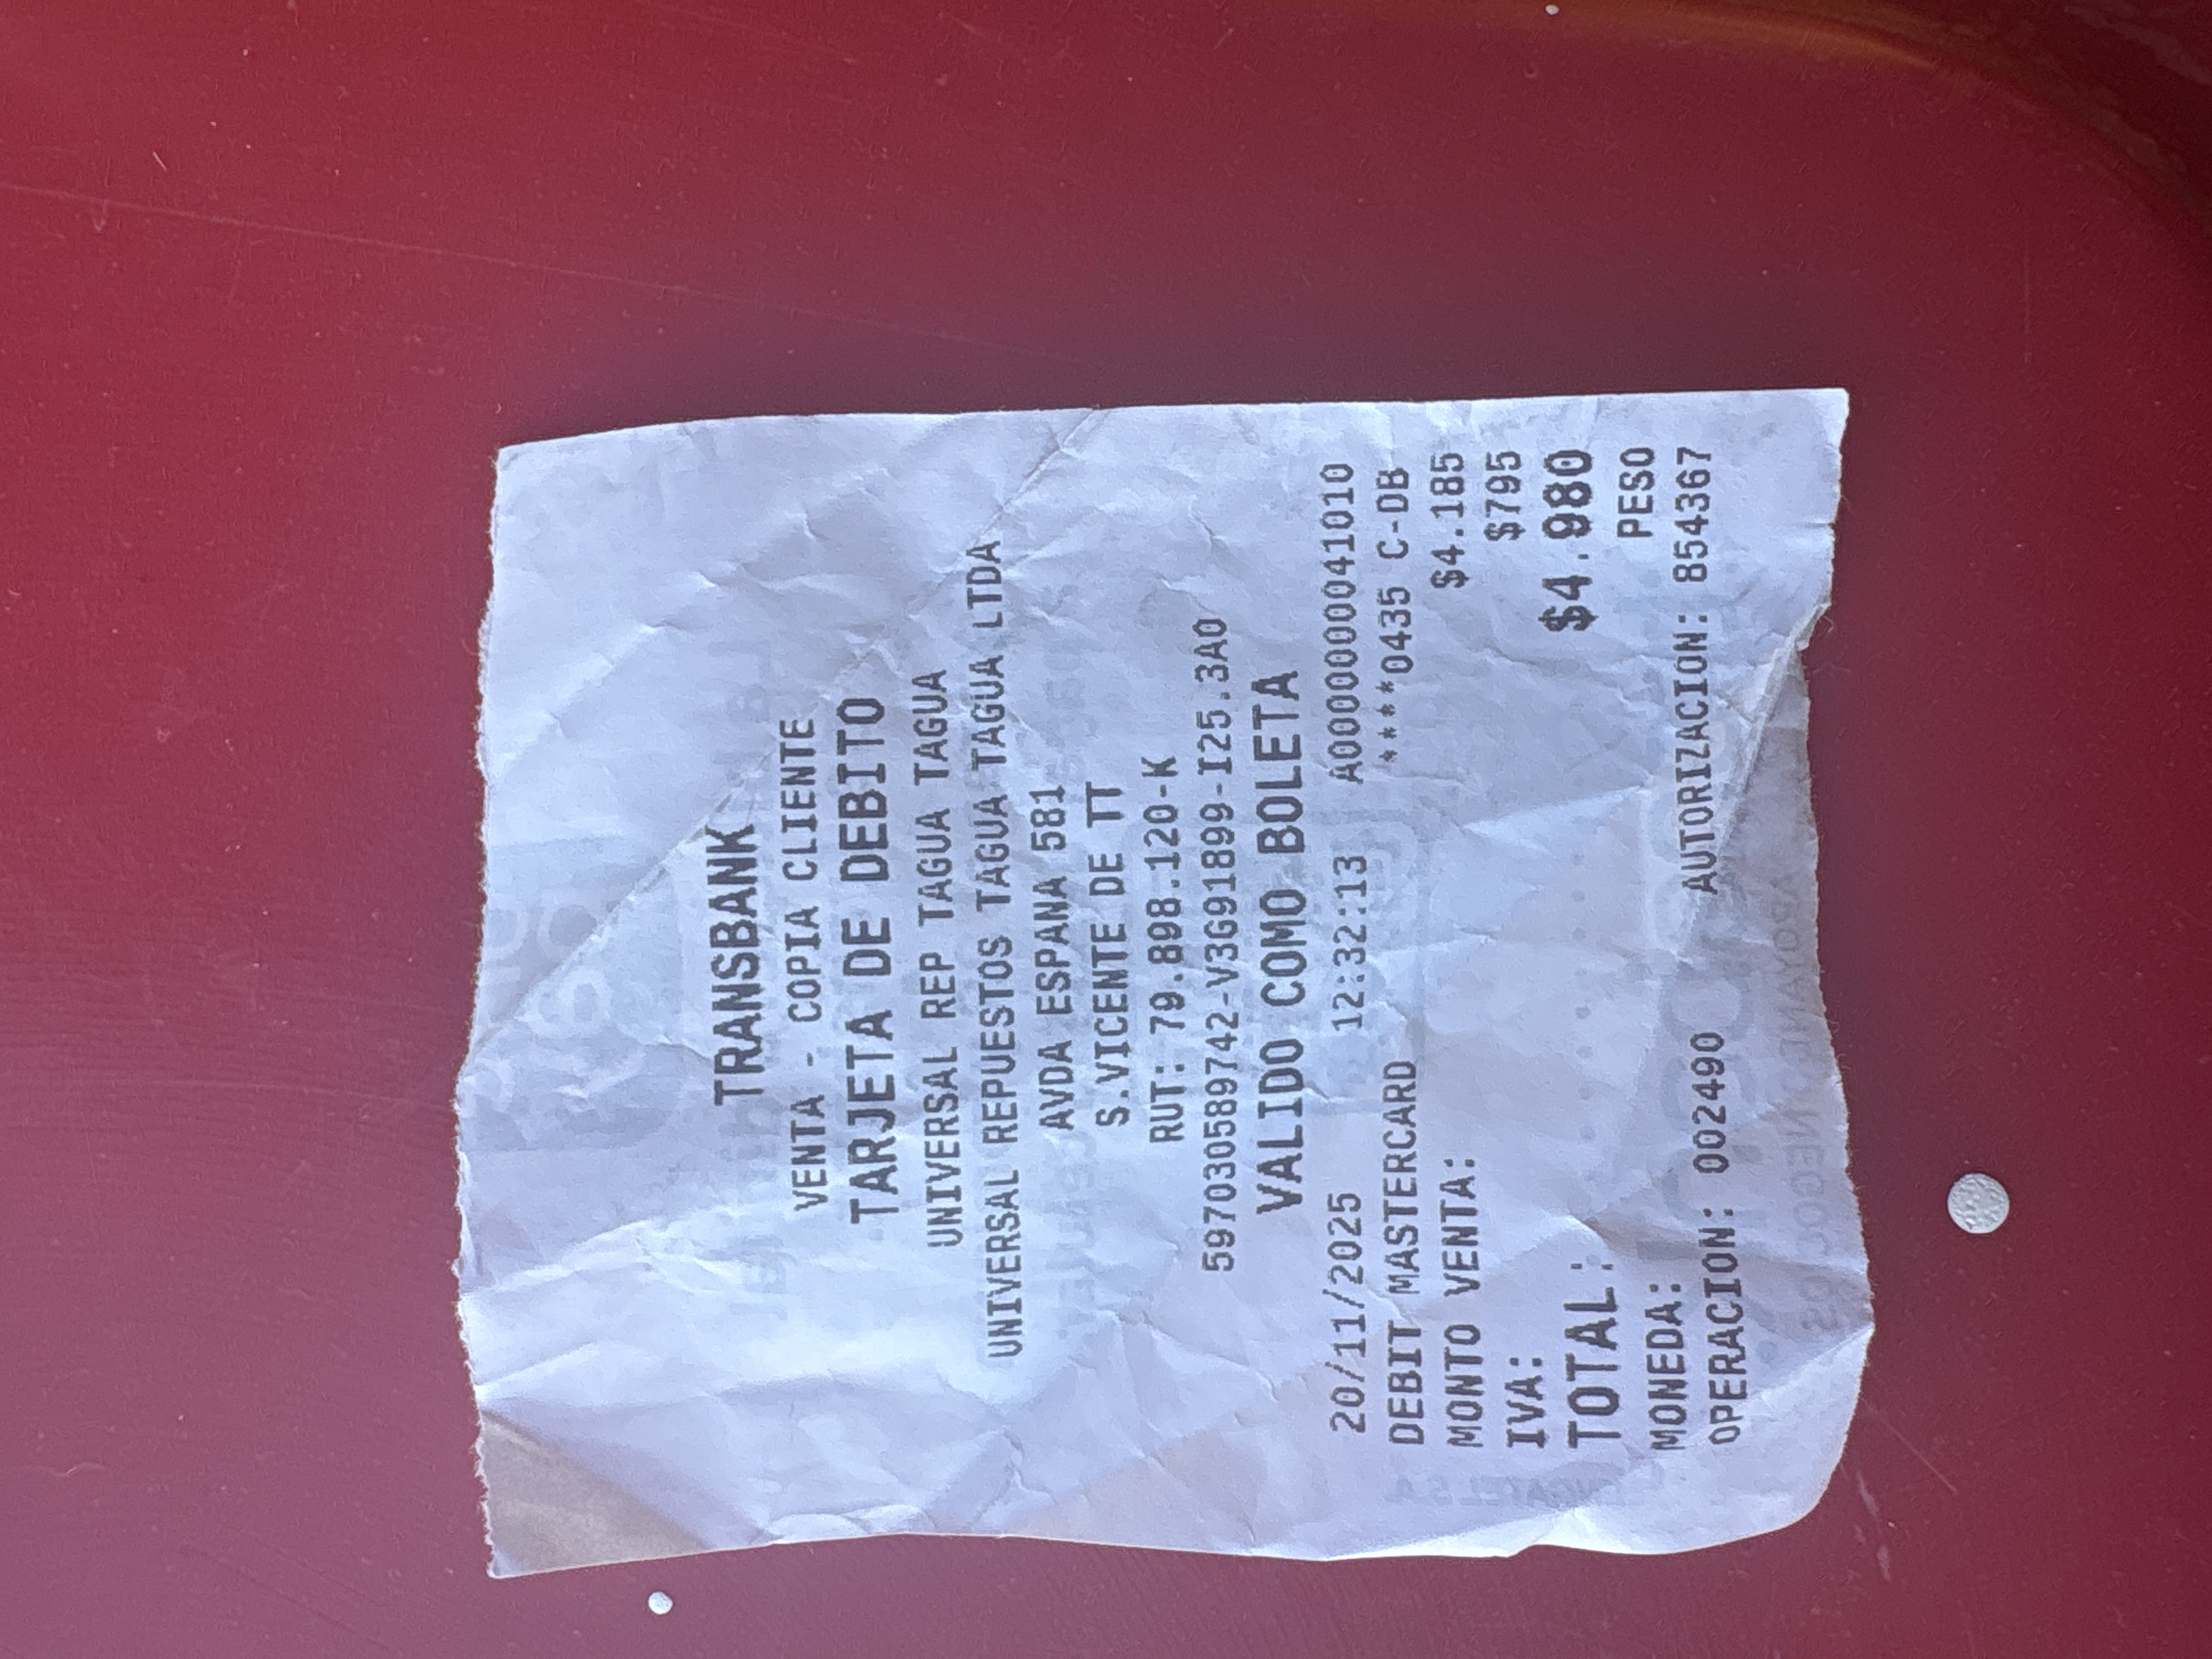 TRANSBANK
VENTA - COPIA CLIENTE
TARJETA DE DEBITO
UNIVERSAL REP TAGUA TAGUA
UNIVERSAL REPUESTOS TAGUA TAGUA LTDA
AVDA ESPANA 581
S.VICENTE DE TT
RUT: 79.898.120-K
597030589742-V3G91899-I25.3A0
VALIDO COMO BOLETA
20/11/2025 12:32:13 A0000000041010
DEBIT MASTERCARD ****0435 C-DB
MONTO VENTA: $4.185
IVA: $795
TOTAL: $4.980
MONEDA: PESO
OPERACION: 002490 AUTORIZACION: 854367